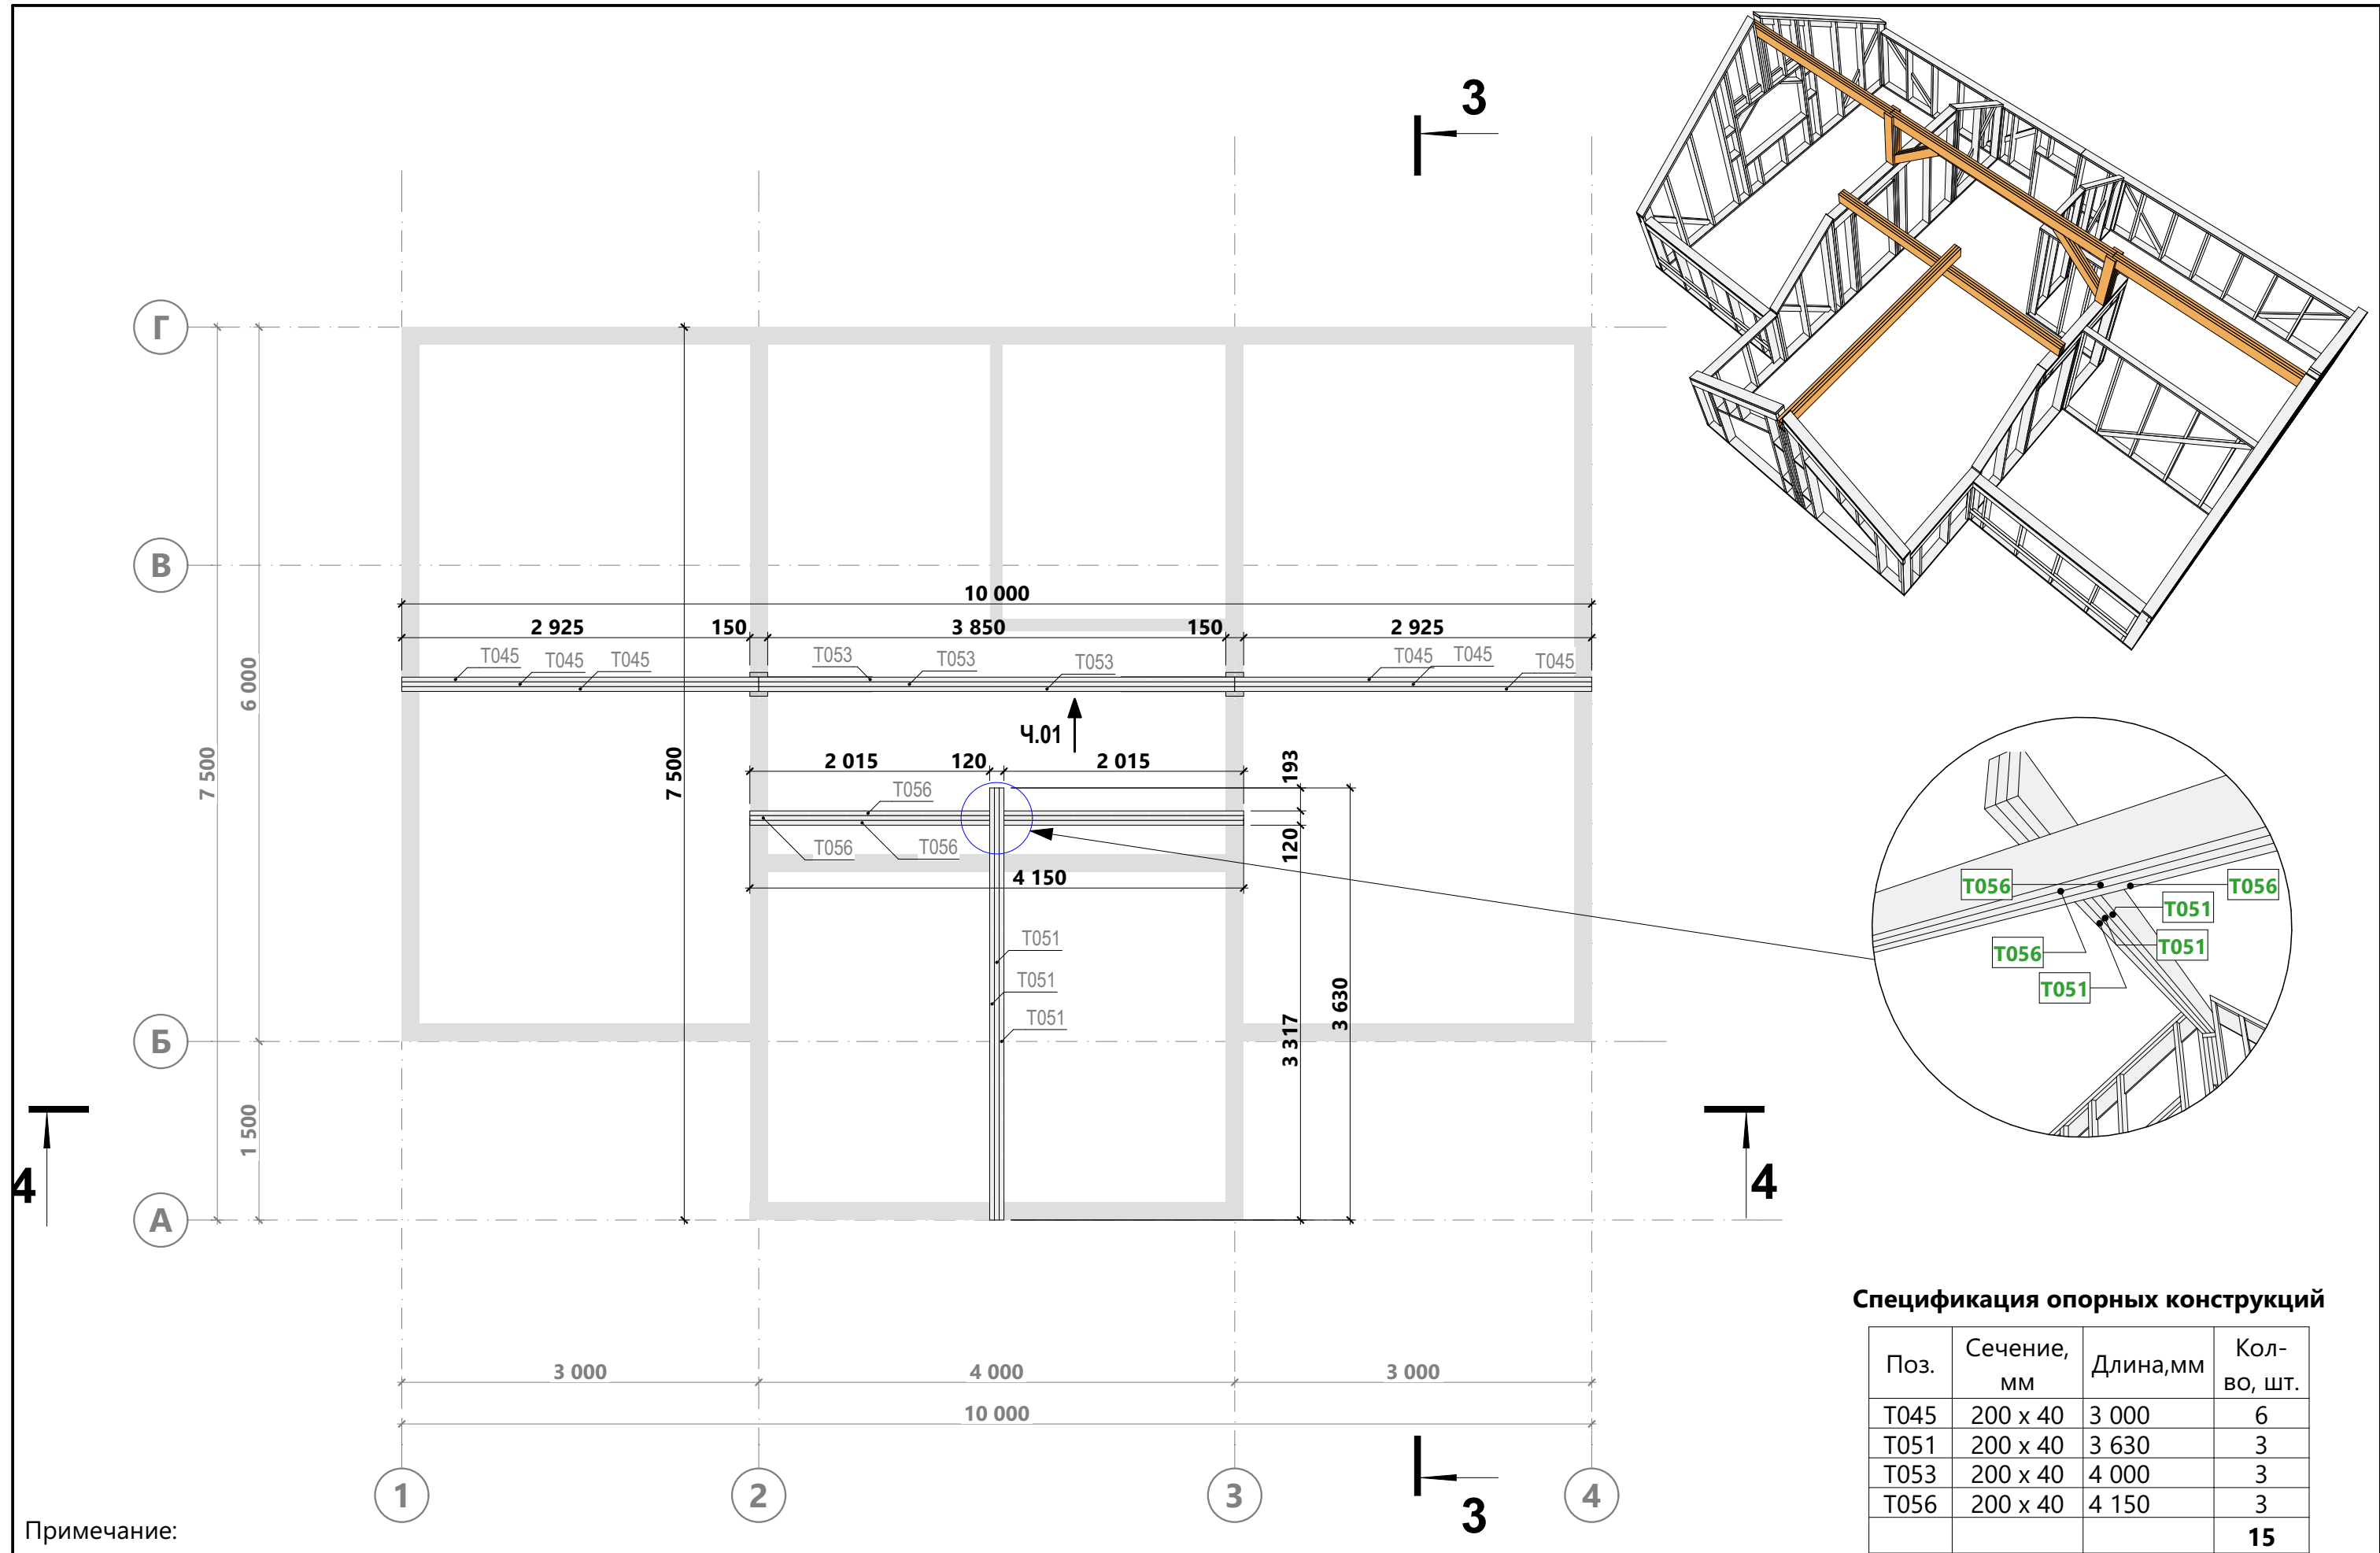 3
Г
В
Б
А
7 500
6 000
1 500
7 500
10 000
2 925
150
3 850
150
2 925
T045
T045
T045
T053
T053
T053
T045
T045
T045
Ч.01
2 015
120
2 015
193
T056
T056
T056
120
4 150
T051
T051
T051
3 317
3 630
T056
T056
T051
T051
T056
T051
4
4
3 000
4 000
3 000
10 000
1
2
3
4
3
Спецификация опорных конструкций
Поз.
Сечение,
мм
Длина,мм
Кол-
во, шт.
T045 200 x 40 3 000 6
T051 200 x 40 3 630 3
T053 200 x 40 4 000 3
T056 200 x 40 4 150 3
15
Примечание: